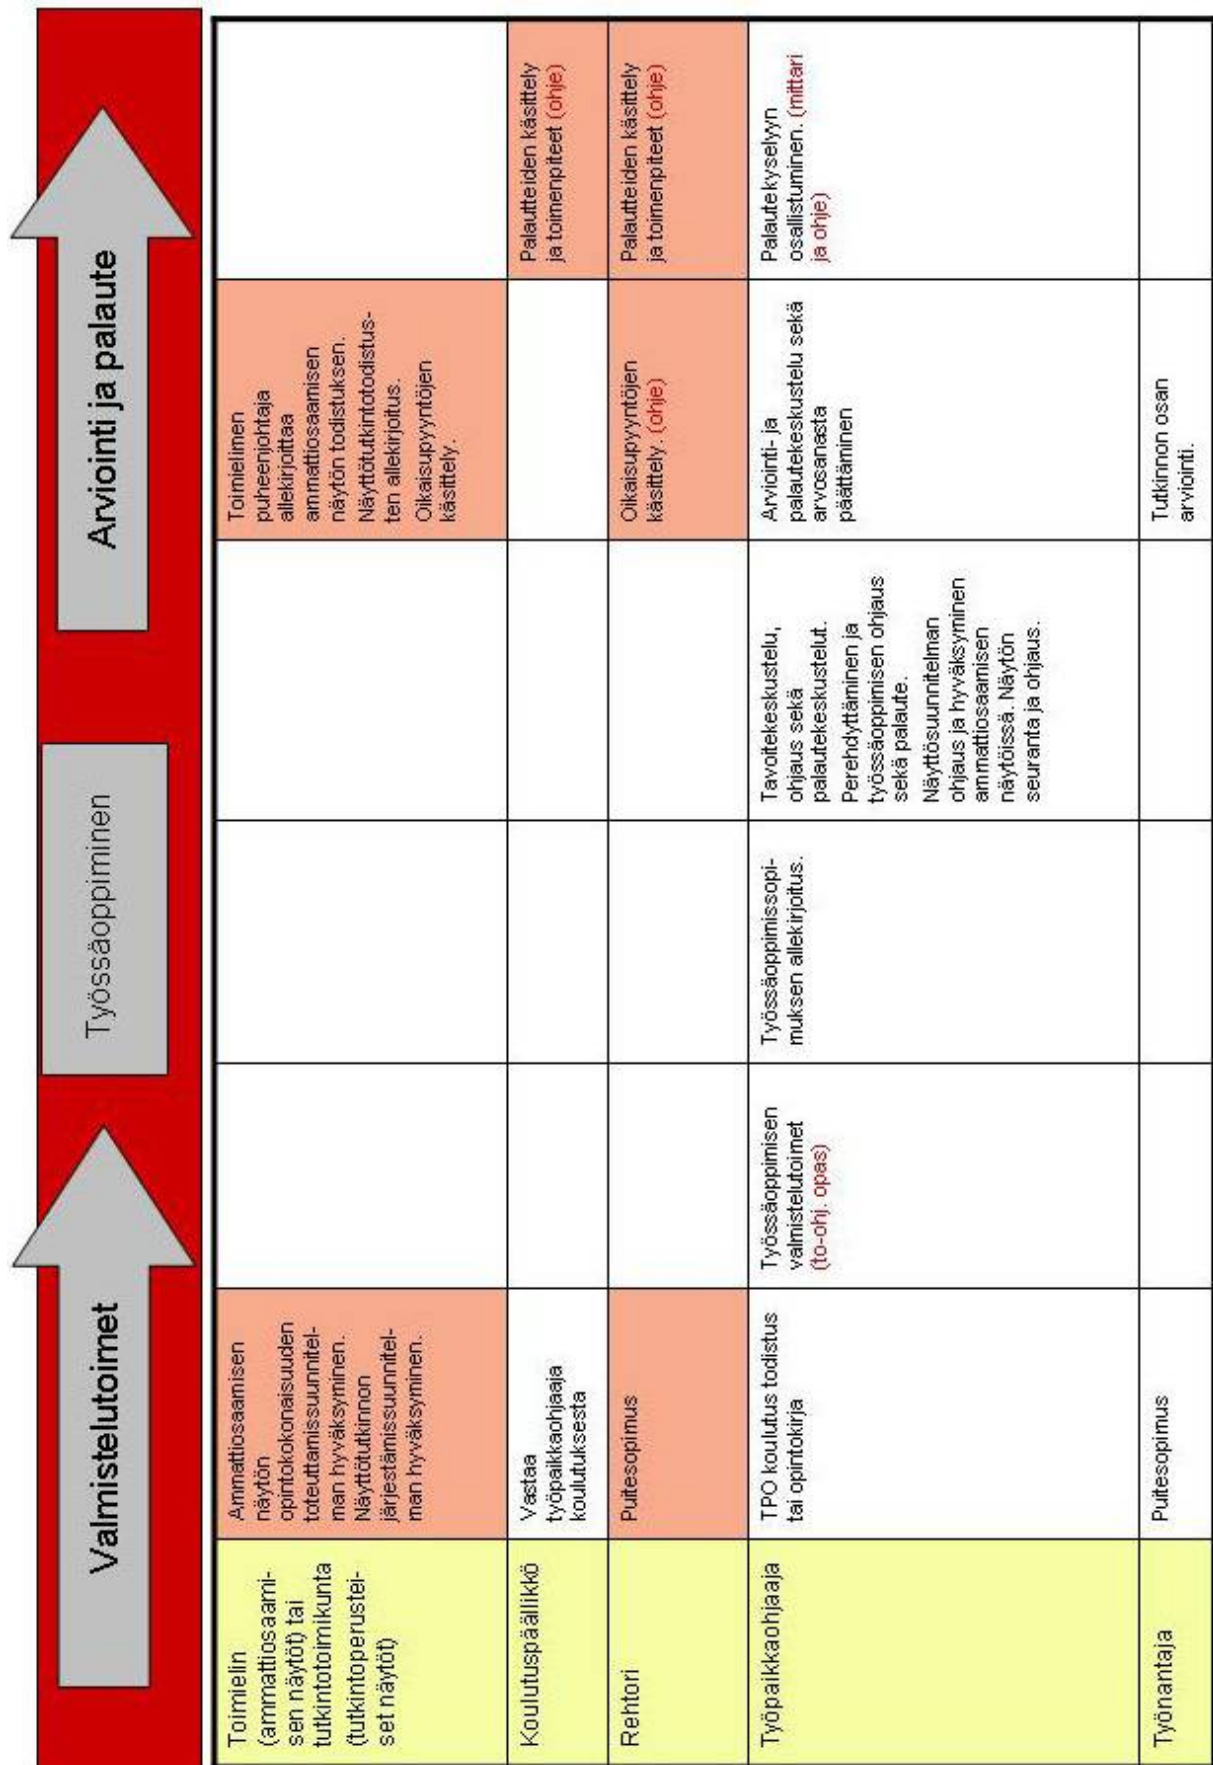 Valmistelutoimet
Työssäoppiminen
Arviointi ja palaute
Toimielin
(ammattiosaami-
sen näytöt) tai
tutkintotoimikunta
(tutkintoperustei-
set näytöt)
Ammattiosaamisen
näytön
opintokokonaisuuden
toteuttamissuunnitel-
man hyväksyminen.
Näyttötutkinnon
järjestämissuunnitel-
man hyväksyminen.
Toimielimen
puheenjohtaja
allekirjoittaa
ammattiosaamisen
näytön todistuksen.
Näyttötutkintotodistus-
ten allekirjoitus.
Oikaisupyyntöjen
käsittely.
Koulutuspäällikkö
Vastaa
työpaikkaohjaaja
koulutuksesta
Palautteiden käsittely
ja toimenpiteet (ohje)
Rehtori
Puitesopimus
Oikaisupyyntöjen
käsittely. (ohje)
Palautteiden käsittely
ja toimenpiteet (ohje)
Työpaikkaohjaaja
TPO koulutus todistus
tai opintokirja
Työssäoppimisen
valmistelutoimet
(to-ohj. opas)
Työssäoppimissopi-
muksen allekirjoitus.
Tavoitekeskustelu,
ohjaus sekä
palautekeskustelut.
Perehdyttäminen ja
työssäoppimisen ohjaus
sekä palaute.
Näyttösuunnitelman
ohjaus ja hyväksyminen
ammattiosaamisen
näytöissä. Näytön
seuranta ja ohjaus.
Arviointi- ja
palautekeskustelu sekä
arvosanasta
päättäminen
Palautekyselyyn
osallistuminen. (mittari
ja ohje)
Työnantaja
Puitesopimus
Tutkinnon osan
arviointi.